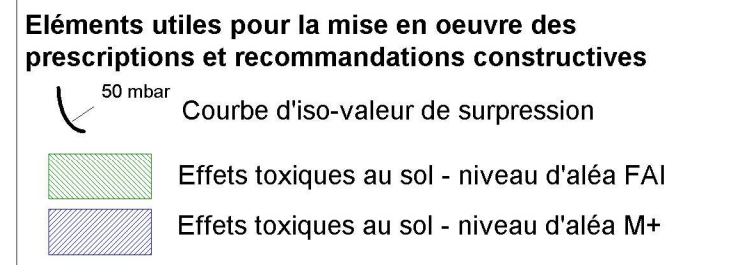 Eléments utiles pour la mise en oeuvre des
prescriptions et recommandations constructives
50 mbar
Courbe d'iso-valeur de surpression
Effets toxiques au sol - niveau d'aléa FAI
Effets toxiques au sol - niveau d'aléa M+